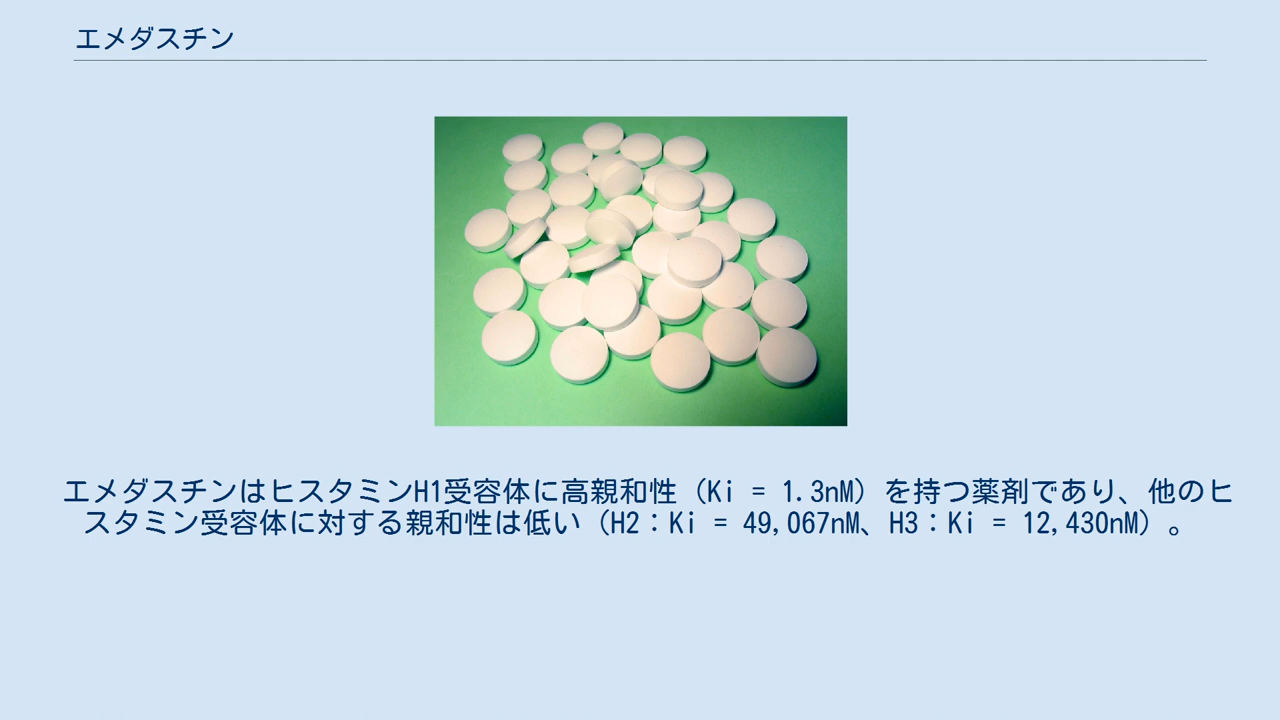 エメダスチン
エメダスチンはヒスタミンH1受容体に高親和性（Ki = 1.3nM）を持つ薬剤であり、他のヒ
スタミン受容体に対する親和性は低い（H2：Ki = 49,067nM、H3：Ki = 12,430nM）。